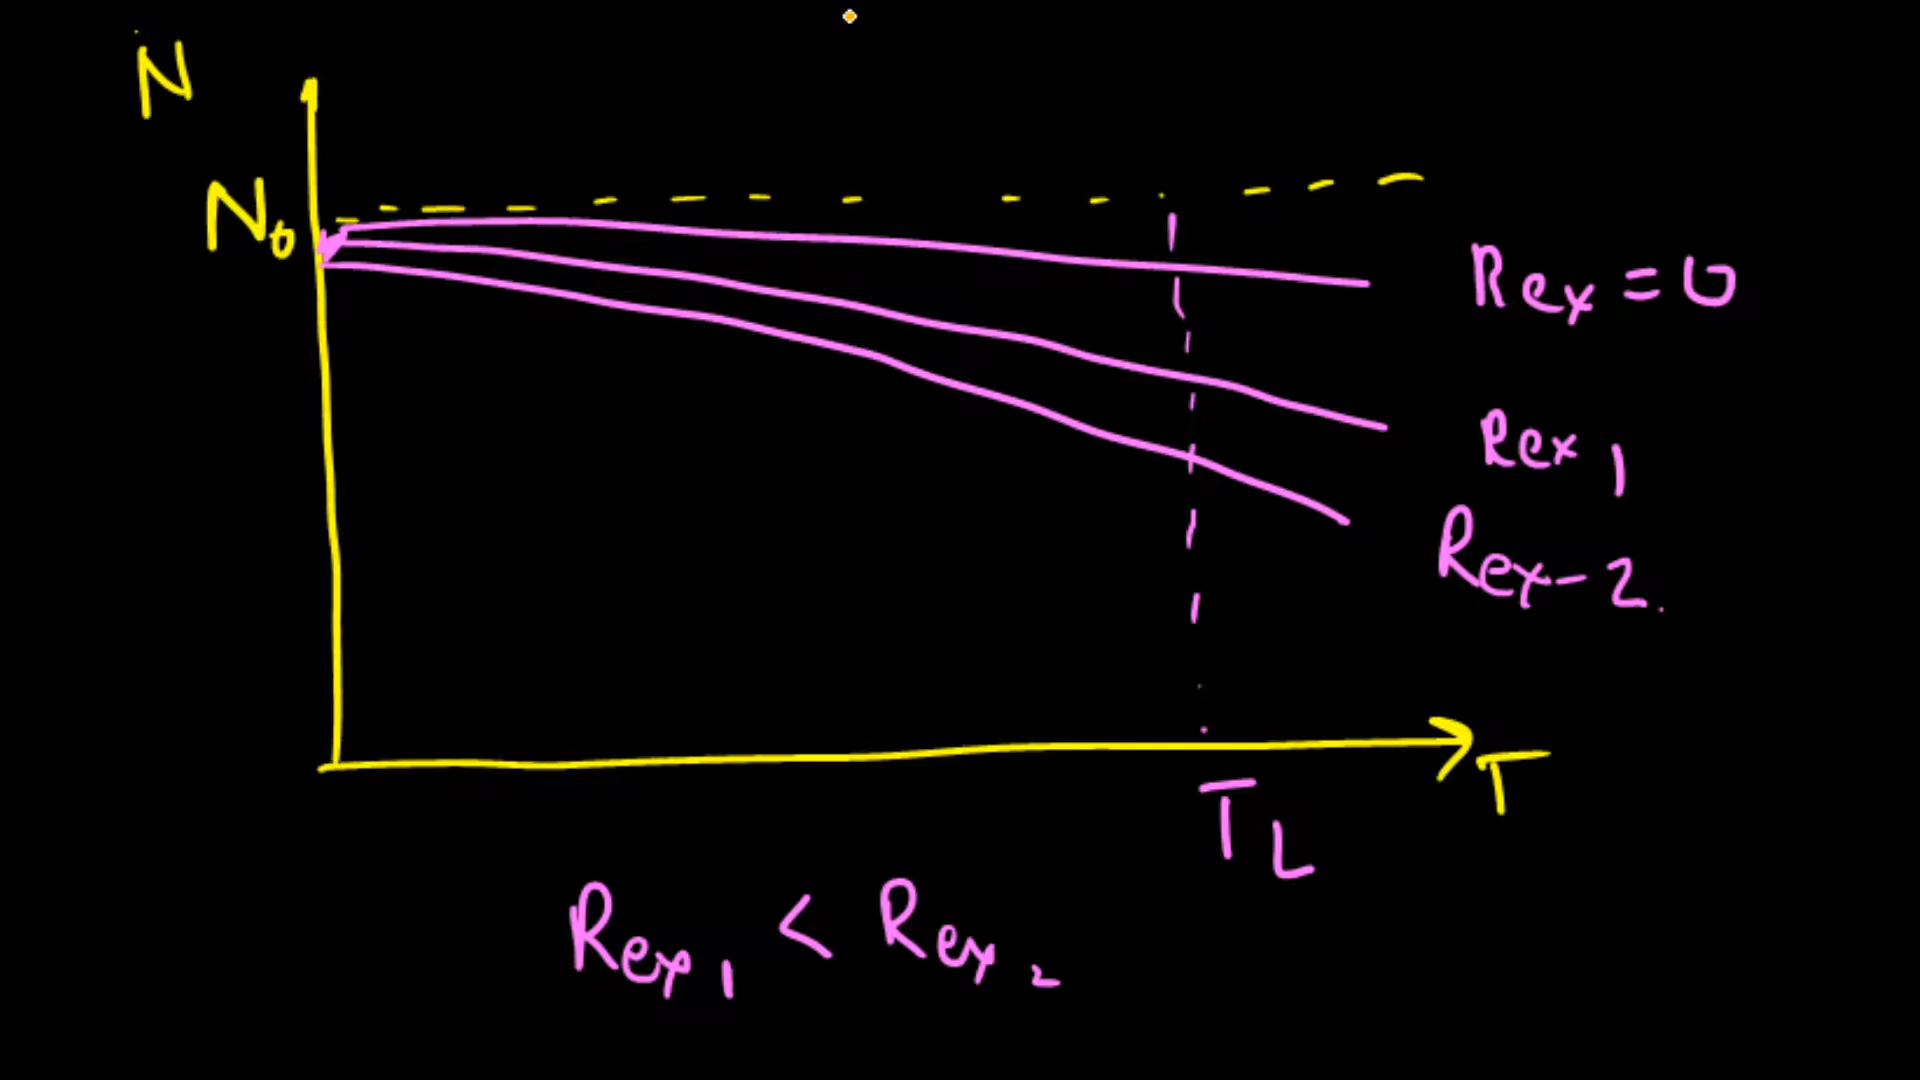 N
N₀
Rex = 0
Rex 1
Rex - 2.
T
TL
Rex 1 < Rex 2